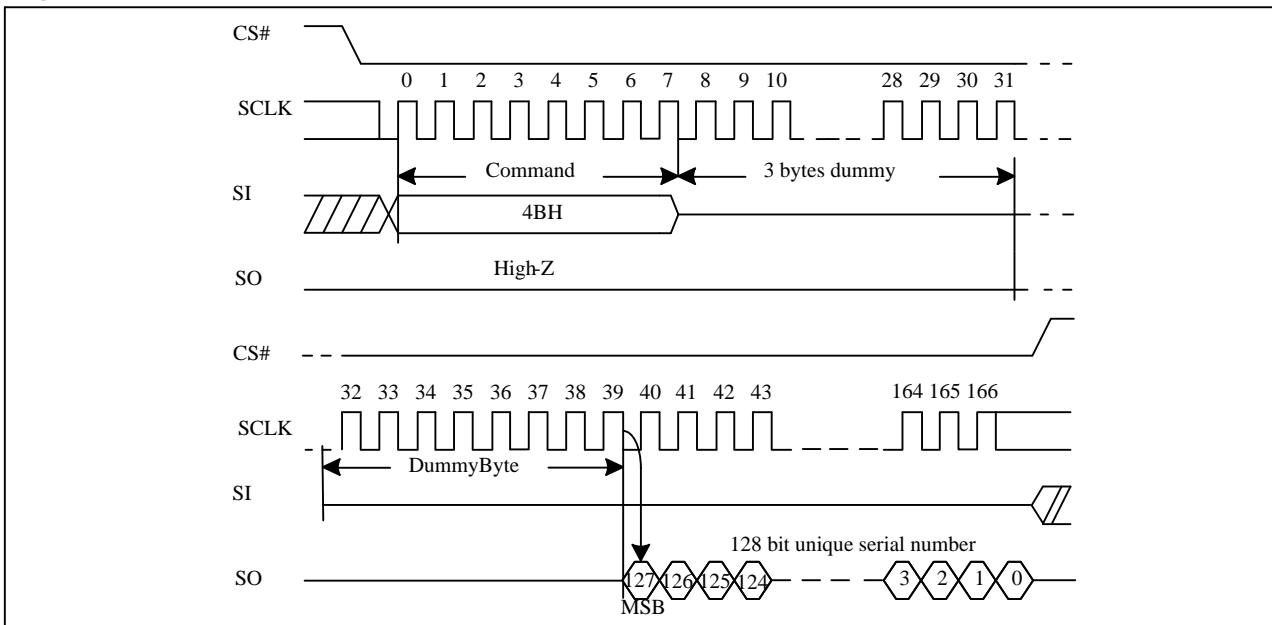 CS#
0 1 2 3 4 5 6 7 8 9 10 28 29 30 31
SCLK
Command 3 bytes dummy
SI
4BH
High-Z
SO
CS#
32 33 34 35 36 37 38 39 40 41 42 43 164 165 166
SCLK
DummyByte
SI
128 bit unique serial number
SO 127 126 125 124 3 2 1 0
MSB